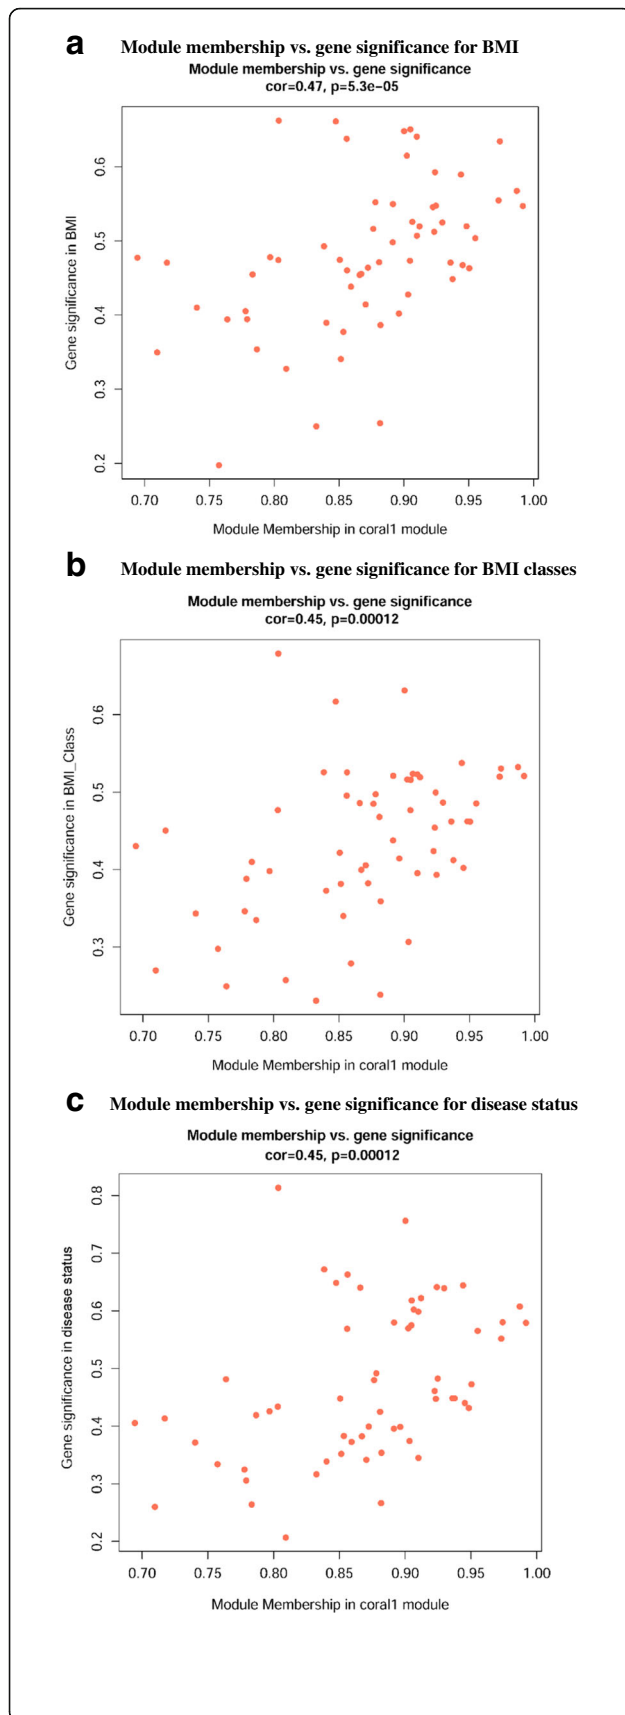 a Module membership vs. gene significance for BMI
Module membership vs. gene significance
cor=0.47, p=5.3e−05
Gene significance in BMI
0.6
0.5
0.4
0.3
0.2
0.70 0.75 0.80 0.85 0.90 0.95 1.00
Module Membership in coral1 module
b Module membership vs. gene significance for BMI classes
Module membership vs. gene significance
cor=0.45, p=0.00012
Gene significance in BMI_Class
0.6
0.5
0.4
0.3
0.70 0.75 0.80 0.85 0.90 0.95 1.00
Module Membership in coral1 module
c Module membership vs. gene significance for disease status
Module membership vs. gene significance
cor=0.45, p=0.00012
Gene significance in disease status
0.8
0.7
0.6
0.5
0.4
0.3
0.2
0.70 0.75 0.80 0.85 0.90 0.95 1.00
Module Membership in coral1 module